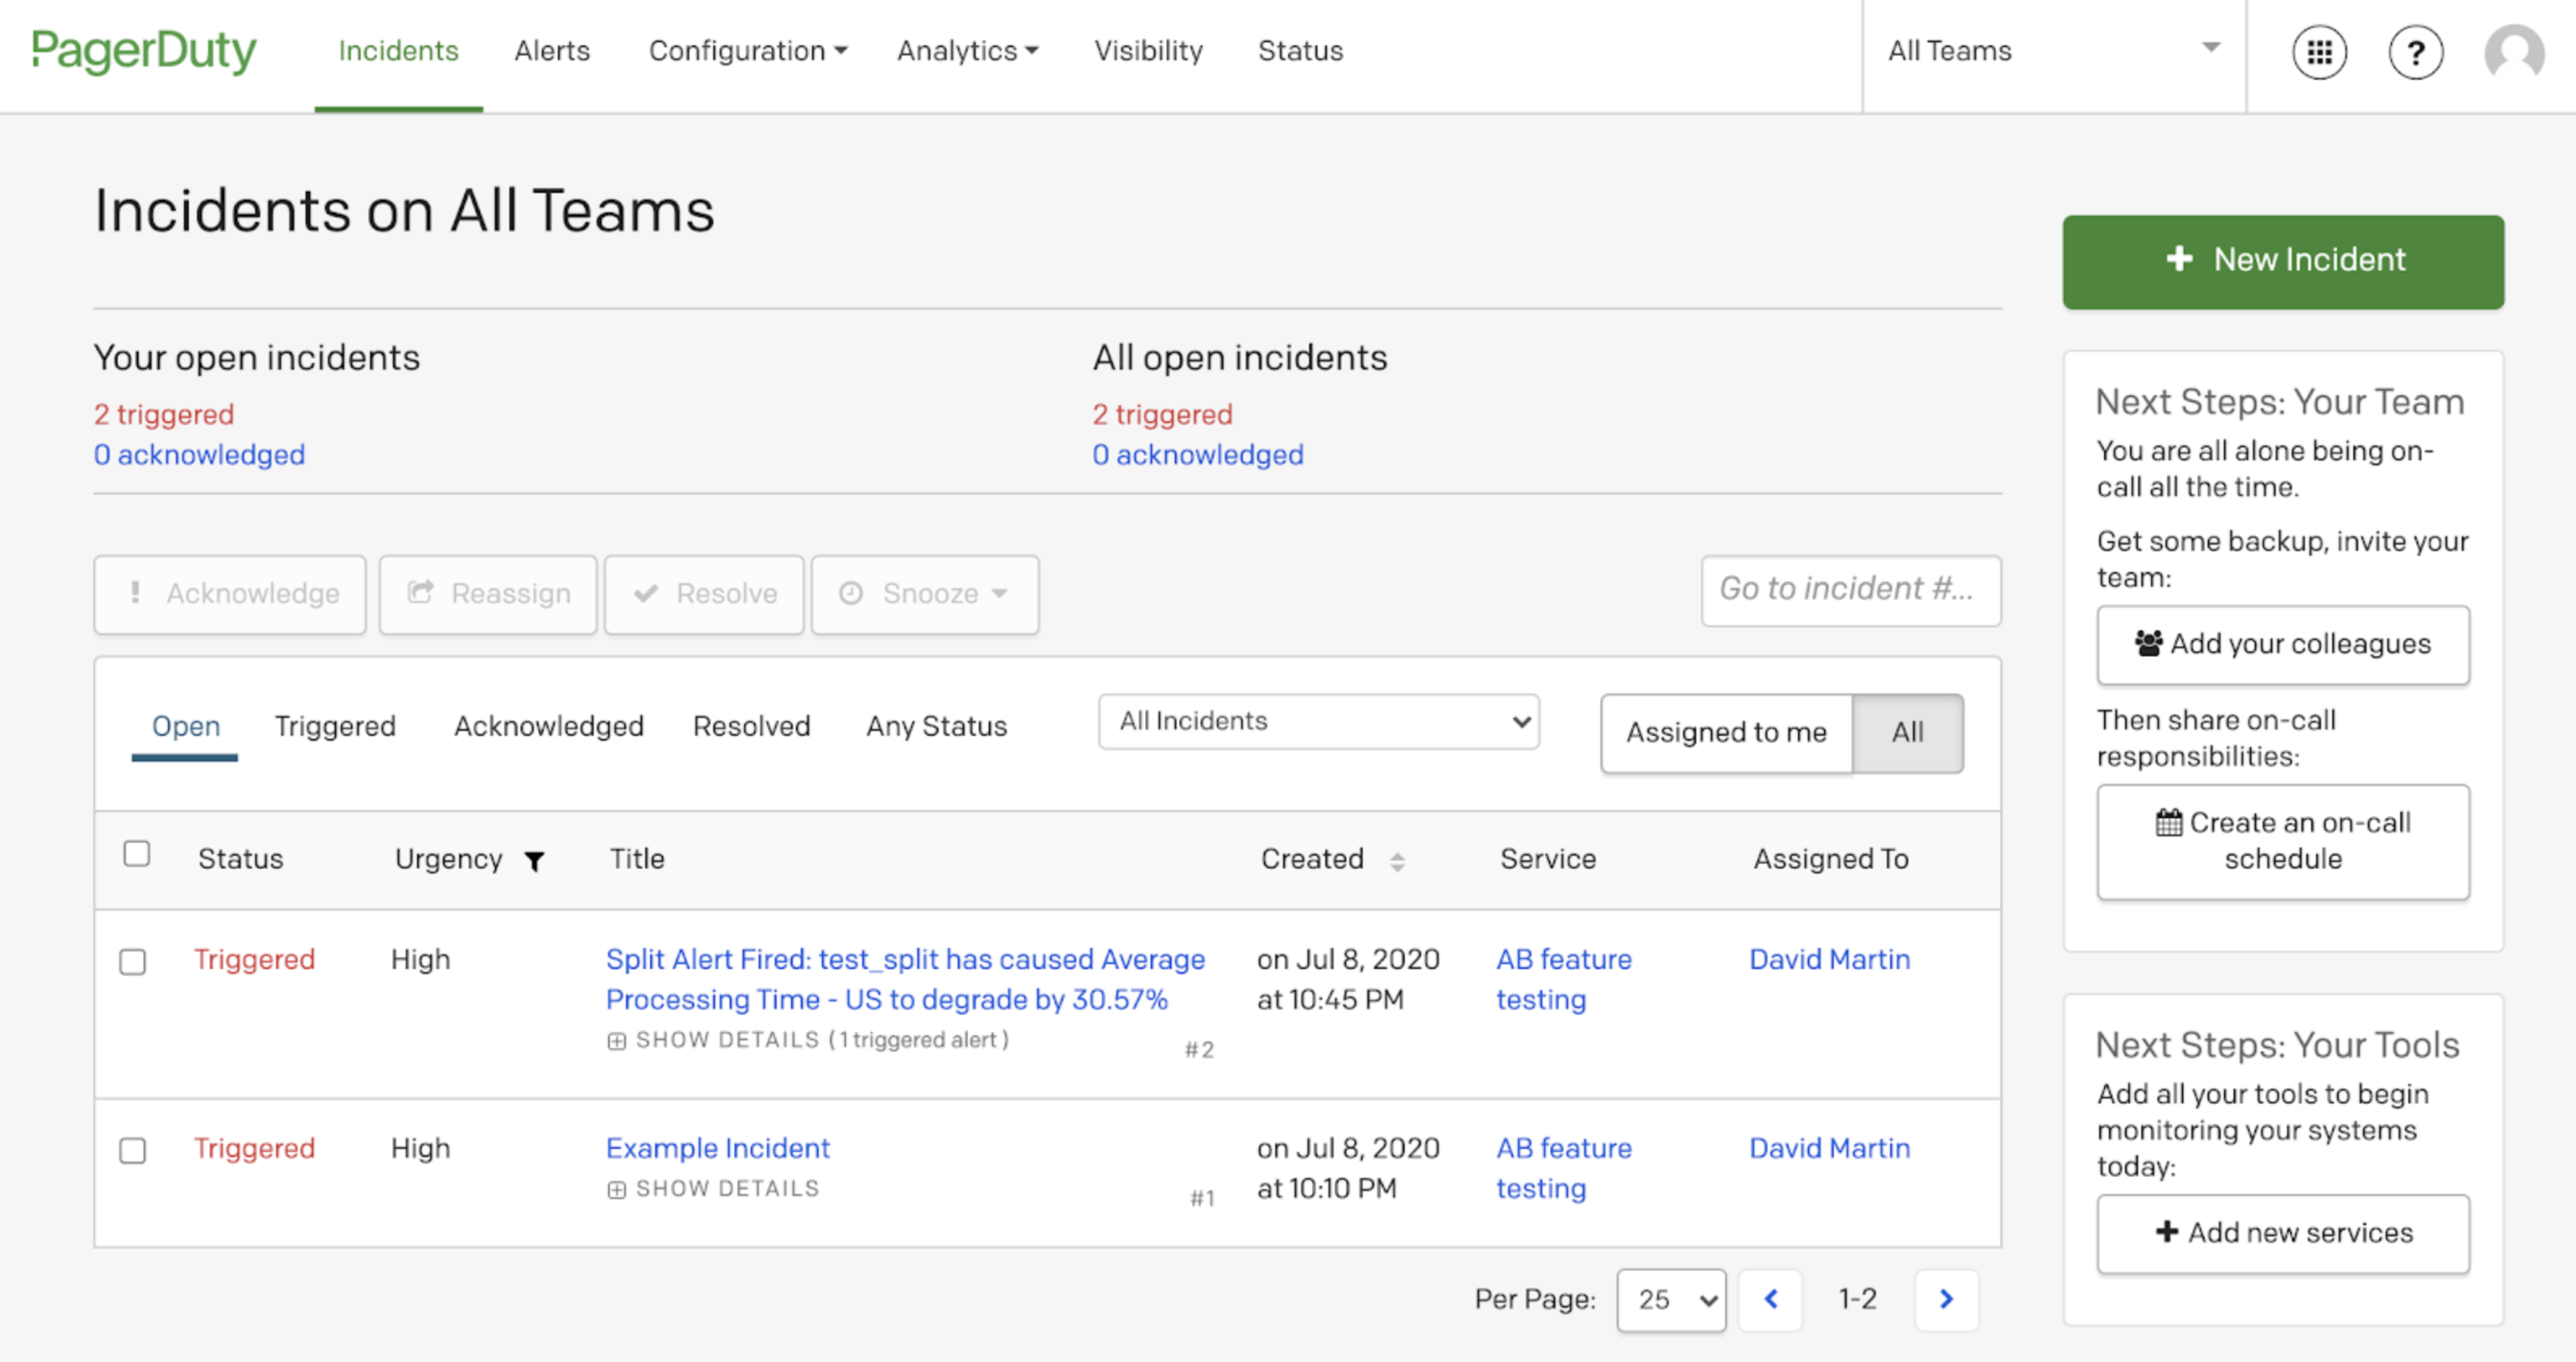 PagerDuty Incidents Alerts Configuration Analytics Visibility Status All Teams ?
Incidents on All Teams
+ New Incident
Your open incidents
2 triggered
0 acknowledged
All open incidents
2 triggered
0 acknowledged
Next Steps: Your Team
You are all alone being on-
call all the time.
Get some backup, invite your
team:
Add your colleagues
Then share on-call
responsibilities:
Create an on-call
schedule
! Acknowledge Reassign Resolve Snooze Go to incident #...
Open Triggered Acknowledged Resolved Any Status All Incidents Assigned to me All
Status Urgency Title Created Service Assigned To
Triggered High Split Alert Fired: test_split has caused Average on Jul 8, 2020 AB feature David Martin
Processing Time - US to degrade by 30.57% at 10:45 PM testing
SHOW DETAILS (1 triggered alert) #2
Triggered High Example Incident on Jul 8, 2020 AB feature David Martin
SHOW DETAILS #1 at 10:10 PM testing
Next Steps: Your Tools
Add all your tools to begin
monitoring your systems
today:
+ Add new services
Per Page: 25 1-2